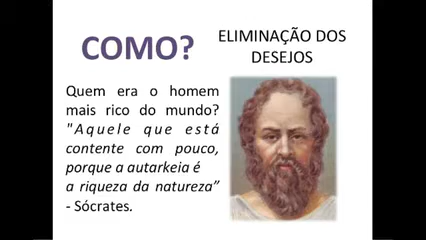 COMO?
ELIMINAÇÃO DOS
DESEJOS
Quem era o homem
mais rico do mundo?
"Aquele que está
contente com pouco,
porque a autarkeia é
a riqueza da natureza”
- Sócrates.